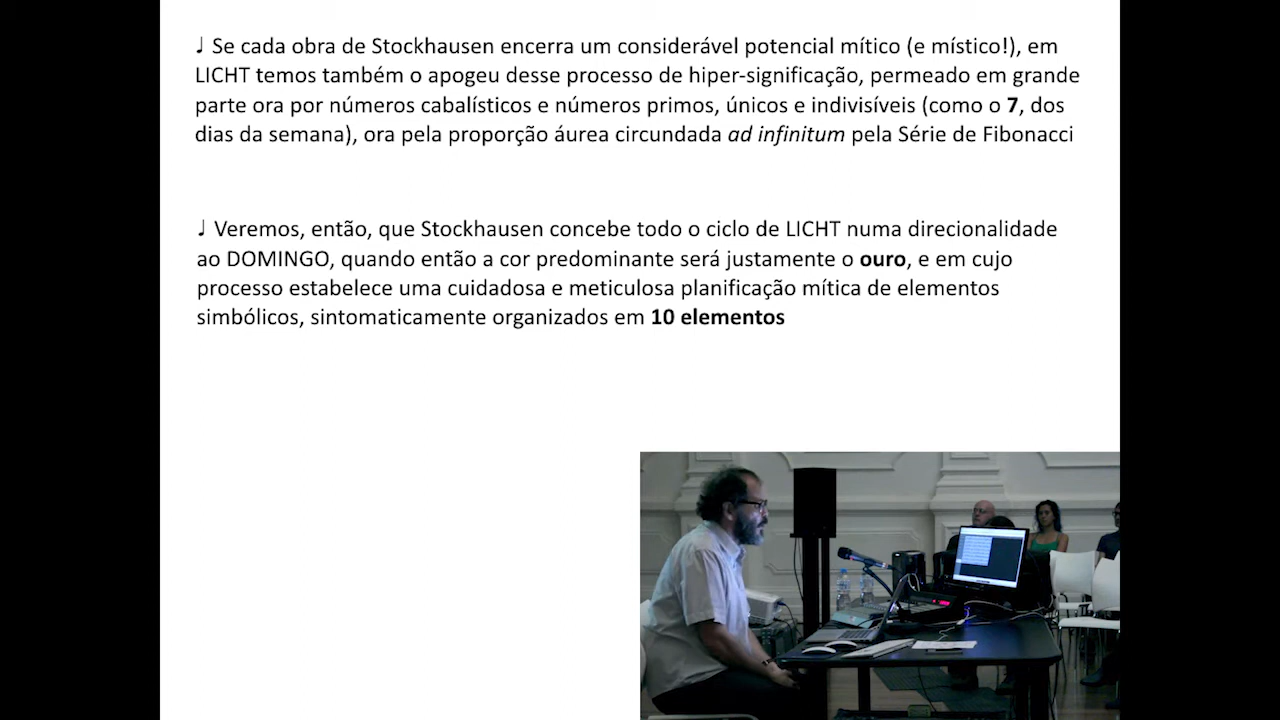 ♩ Se cada obra de Stockhausen encerra um considerável potencial mítico (e místico!), em
LICHT temos também o apogeu desse processo de hiper-significação, permeado em grande
parte ora por números cabalísticos e números primos, únicos e indivisíveis (como o 7, dos
dias da semana), ora pela proporção áurea circundada ad infinitum pela Série de Fibonacci
♩ Veremos, então, que Stockhausen concebe todo o ciclo de LICHT numa direcionalidade
ao DOMINGO, quando então a cor predominante será justamente o ouro, e em cujo
processo estabelece uma cuidadosa e meticulosa planificação mítica de elementos
simbólicos, sintomaticamente organizados em 10 elementos